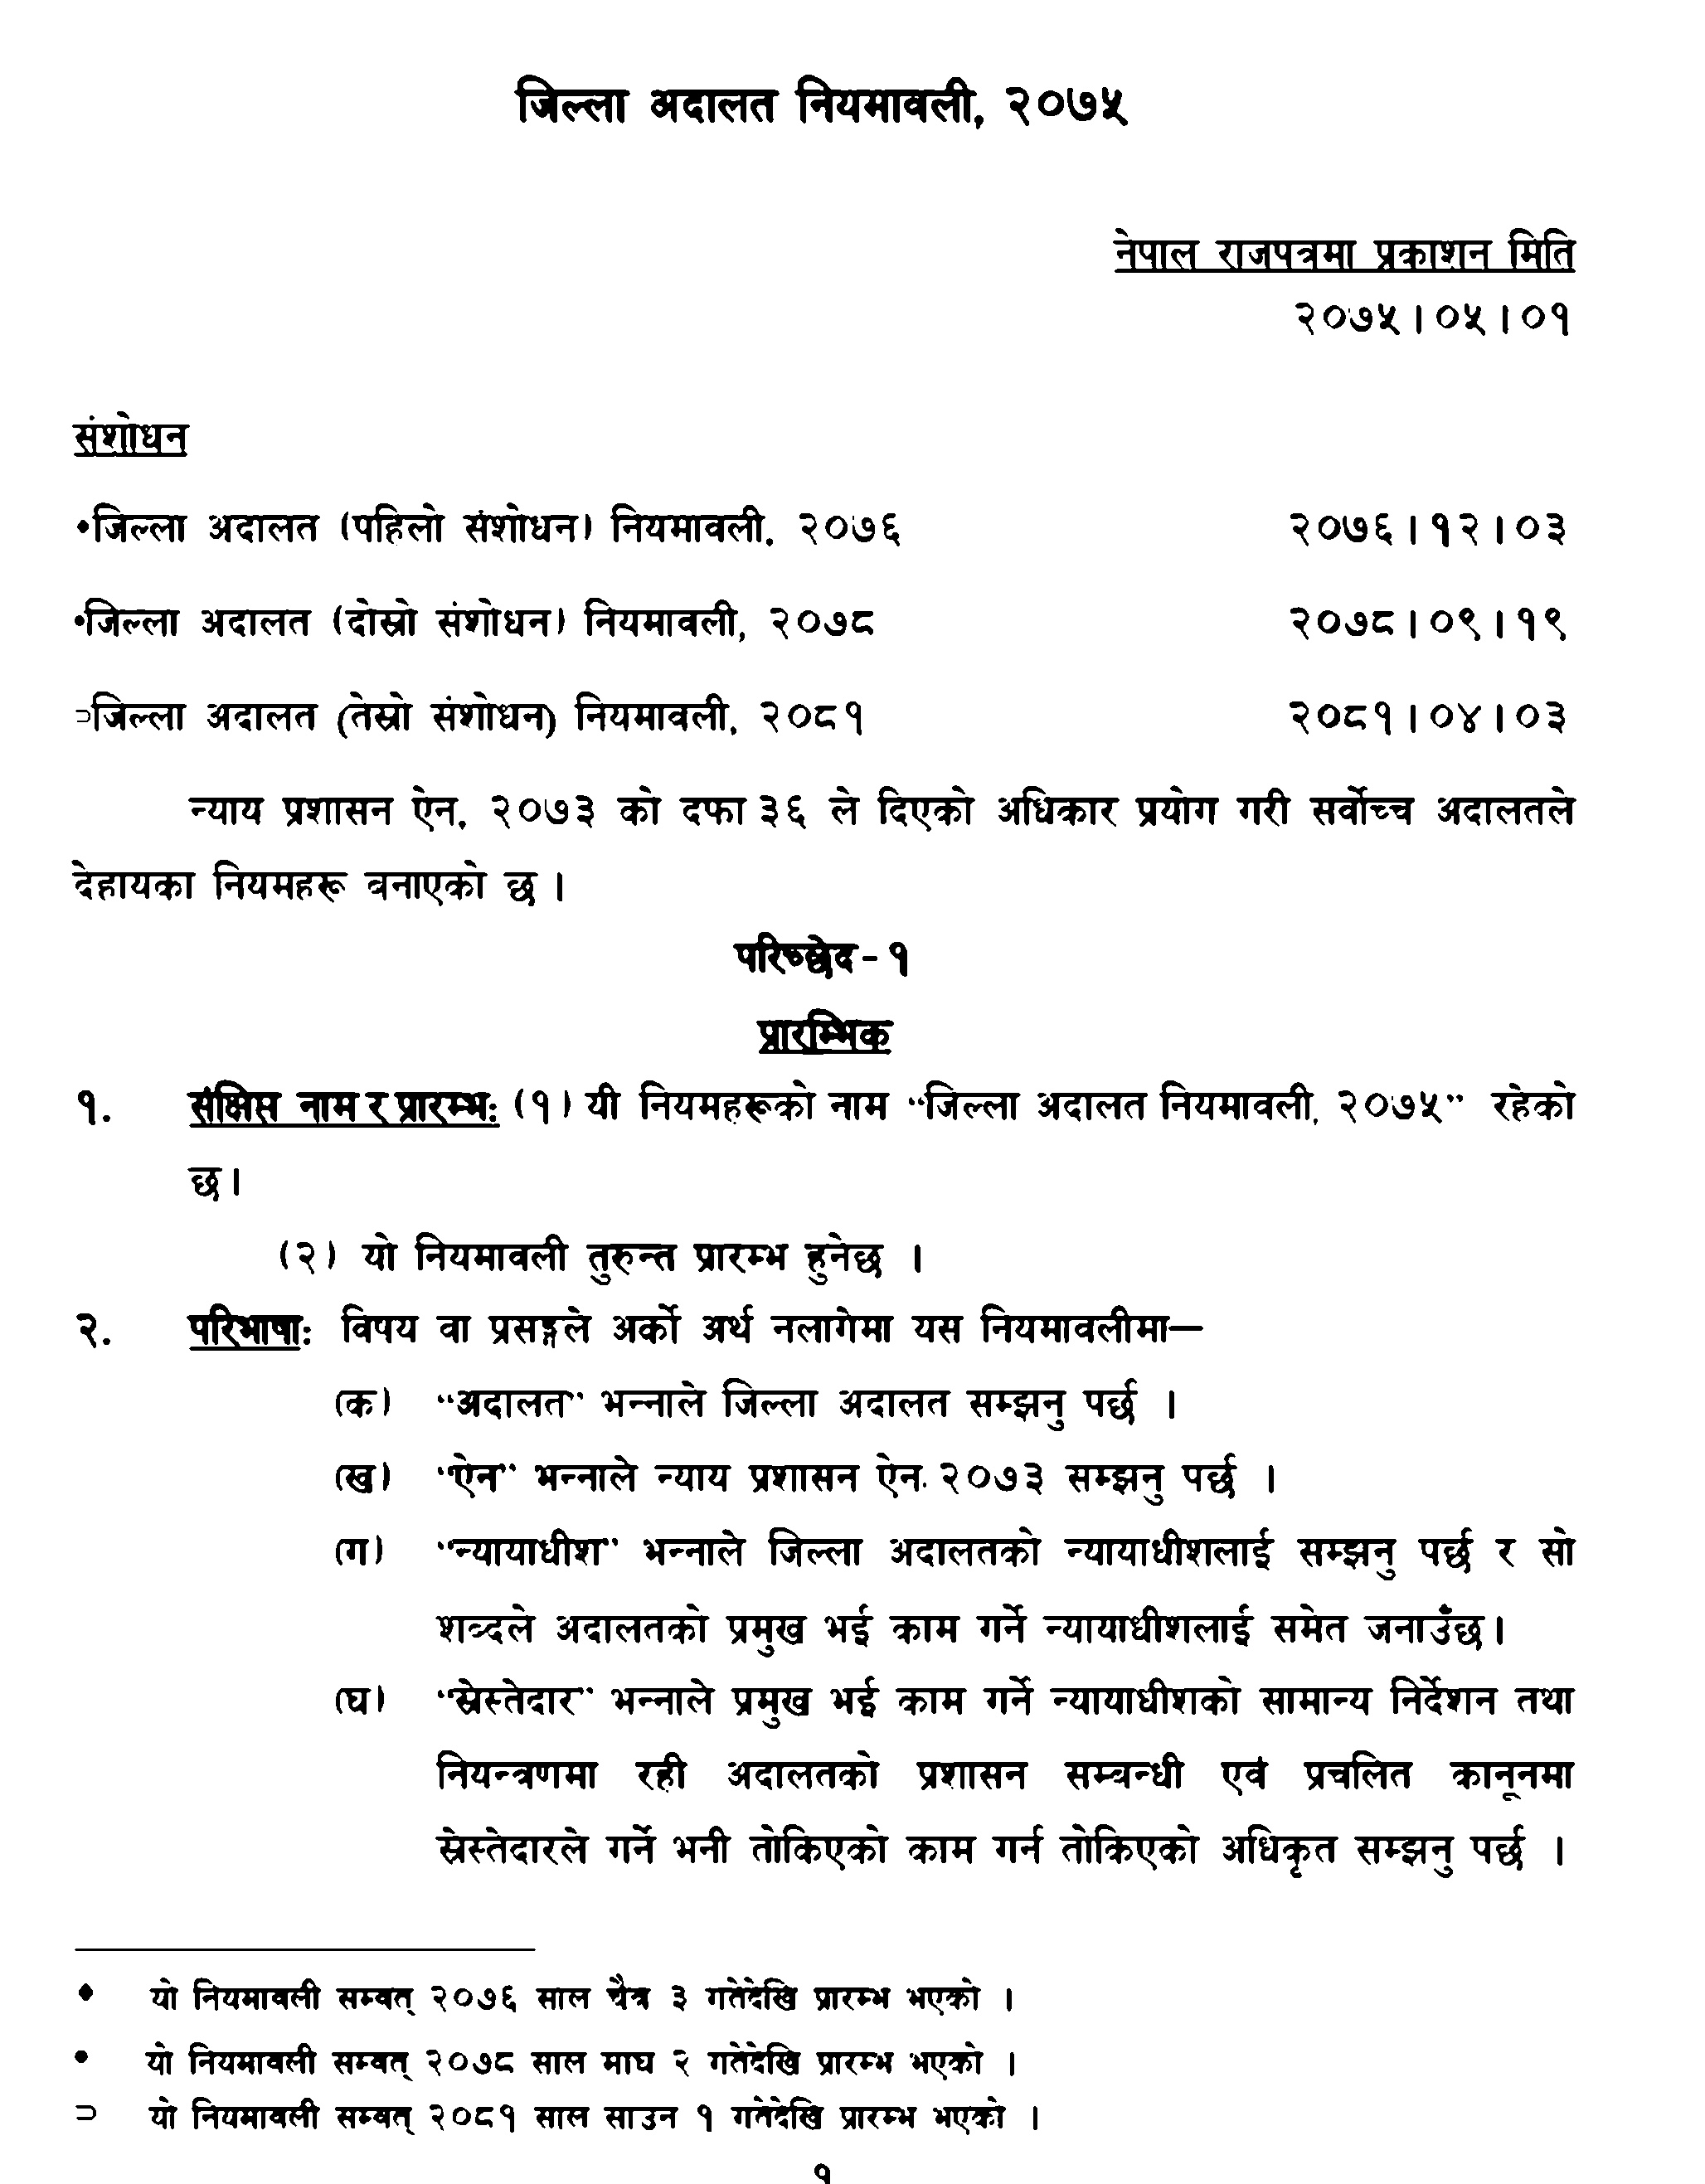 जिल्ला अदालत नियमावली, २०७५
नेपाल राजपत्रमा प्रकाशन मिति
२०७५।०५।०१
संशोधन
♦जिल्ला अदालत (पहिलो संशोधन) नियमावली, २०७६ २०७६।१२।०३
•जिल्ला अदालत (दोस्रो संशोधन) नियमावली, २०७८ २०७८।०९।१९
⊃जिल्ला अदालत (तेस्रो संशोधन) नियमावली, २०८१ २०८१।०४।०३
न्याय प्रशासन ऐन, २०७३ को दफा ३६ ले दिएको अधिकार प्रयोग गरी सर्वोच्च अदालतले
देहायका नियमहरू बनाएको छ ।
परिच्छेद - १
प्रारम्भिक
१. संक्षिप्त नाम र प्रारम्भ: (१) यी नियमहरूको नाम “जिल्ला अदालत नियमावली, २०७५” रहेको
छ।
(२) यो नियमावली तुरुन्त प्रारम्भ हुनेछ ।
२. परिभाषा: विषय वा प्रसङ्गले अर्को अर्थ नलागेमा यस नियमावलीमा—
(क) “अदालत” भन्नाले जिल्ला अदालत सम्झनु पर्छ ।
(ख) “ऐन” भन्नाले न्याय प्रशासन ऐन, २०७३ सम्झनु पर्छ ।
(ग) “न्यायाधीश” भन्नाले जिल्ला अदालतको न्यायाधीशलाई सम्झनु पर्छ र सो
शब्दले अदालतको प्रमुख भई काम गर्ने न्यायाधीशलाई समेत जनाउँछ।
(घ) “स्रेस्तेदार” भन्नाले प्रमुख भई काम गर्ने न्यायाधीशको सामान्य निर्देशन तथा
नियन्त्रणमा रही अदालतको प्रशासन सम्बन्धी एवं प्रचलित कानूनमा
स्रेस्तेदारले गर्ने भनी तोकिएको काम गर्न तोकिएको अधिकृत सम्झनु पर्छ ।
♦ यो नियमावली सम्वत् २०७६ साल चैत्र ३ गतेदेखि प्रारम्भ भएको ।
• यो नियमावली सम्वत् २०७८ साल माघ २ गतेदेखि प्रारम्भ भएको ।
⊃ यो नियमावली सम्वत् २०८१ साल साउन १ गतेदेखि प्रारम्भ भएको ।
१